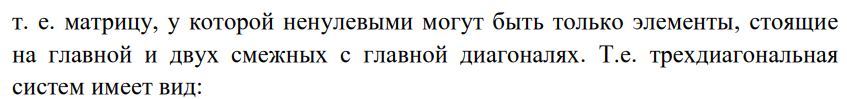 т. е. матрицу, у которой ненулевыми могут быть только элементы, стоящие
на главной и двух смежных с главной диагоналях. Т.е. трехдиагональная
систем имеет вид: